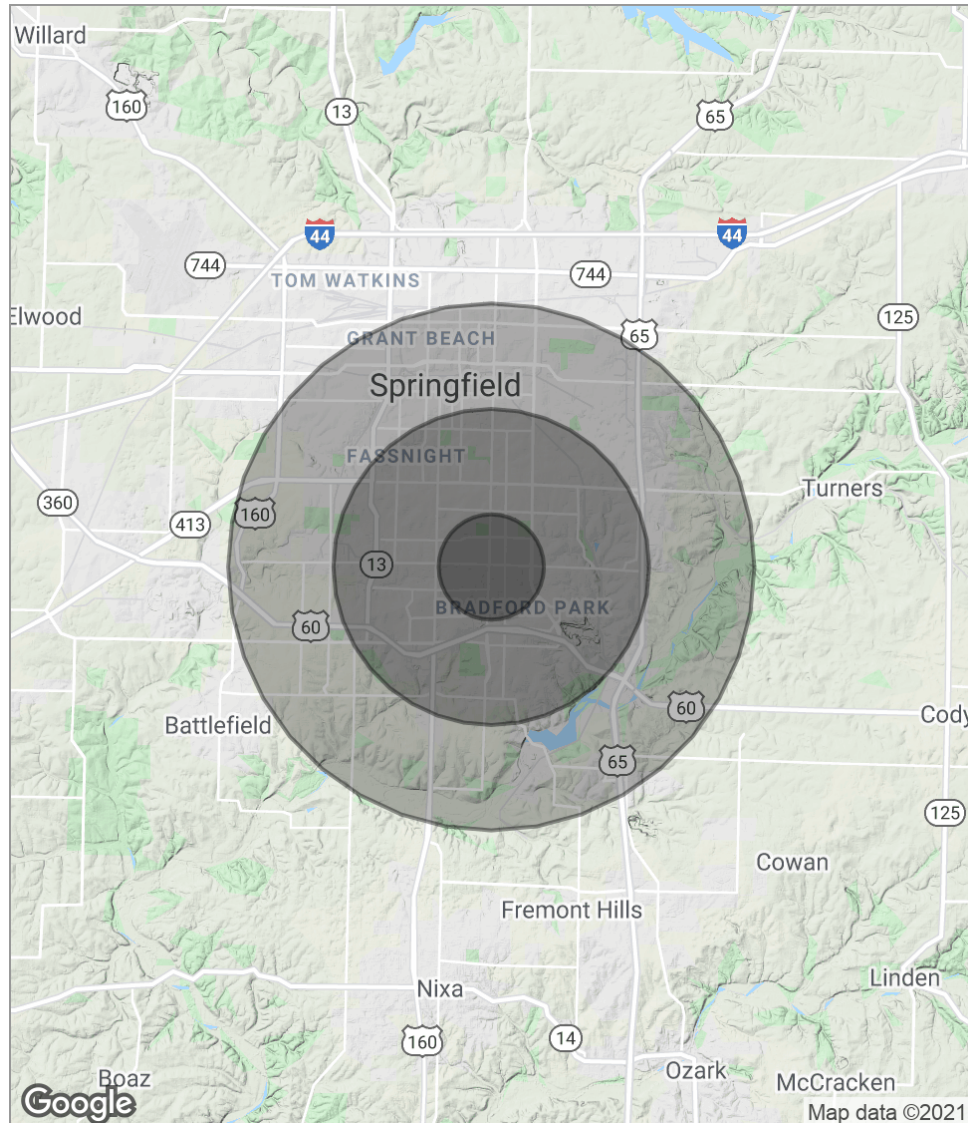 Willard
160
13
65
44
44
744
TOM WATKINS
744
Elwood
GRANT BEACH
65
125
Springfield
FASSNIGHT
Turners
360
160
413
13
BRADFORD PARK
60
Battlefield
60
Cody
65
125
Cowan
Fremont Hills
Linden
Nixa
160
14
Ozark
Boaz
McCracken
Google
Map data ©2021